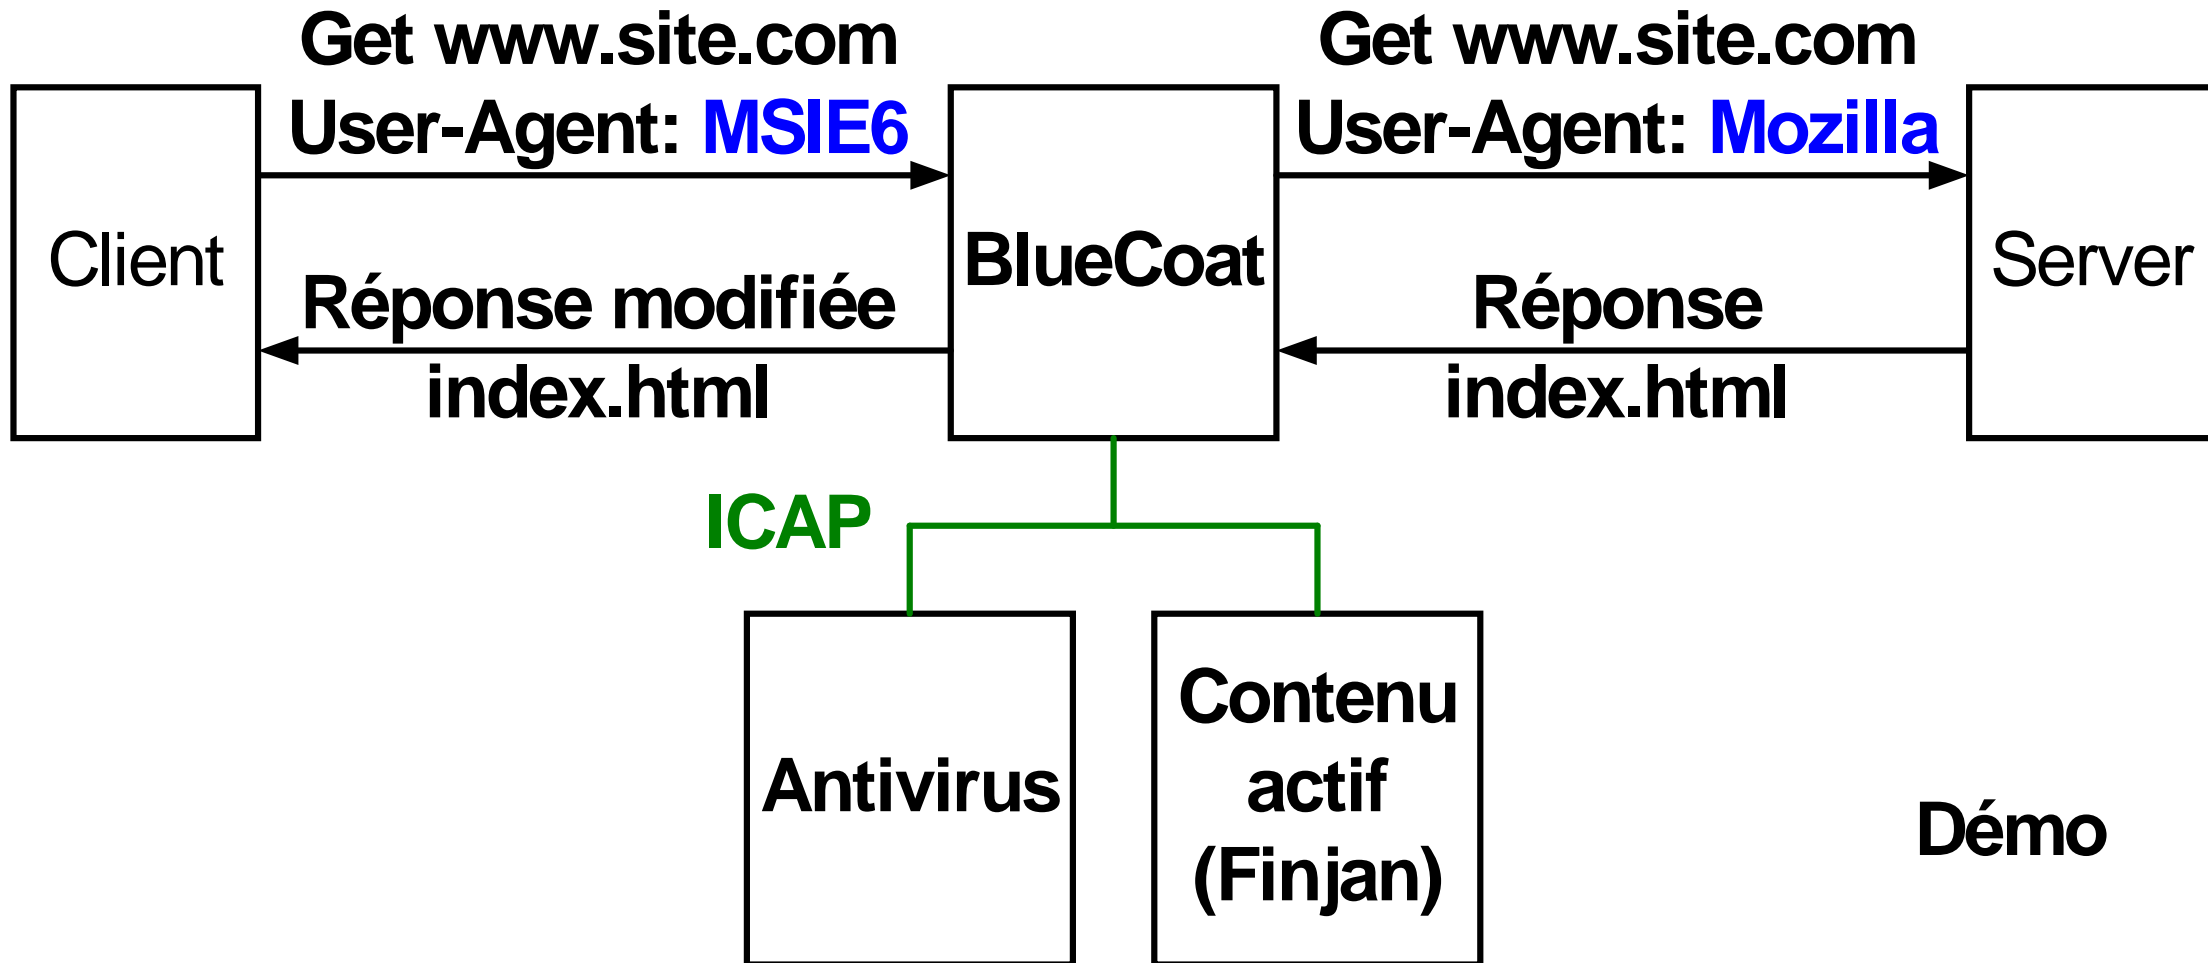 Get www.site.com
User-Agent: MSIE6
Get www.site.com
User-Agent: Mozilla
Client
BlueCoat
Server
Réponse modifiée
index.html
Réponse
index.html
ICAP
Antivirus
Contenu
actif
(Finjan)
Démo